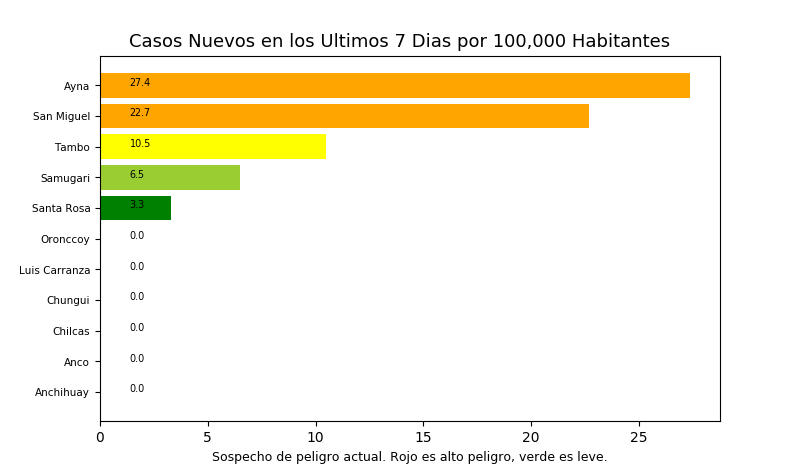 Casos Nuevos en los Ultimos 7 Dias por 100,000 Habitantes
Ayna 27.4
San Miguel 22.7
Tambo 10.5
Samugari 6.5
Santa Rosa 3.3
Oronccoy 0.0
Luis Carranza 0.0
Chungui 0.0
Chilcas 0.0
Anco 0.0
Anchihuay 0.0
0 5 10 15 20 25
Sospecho de peligro actual. Rojo es alto peligro, verde es leve.